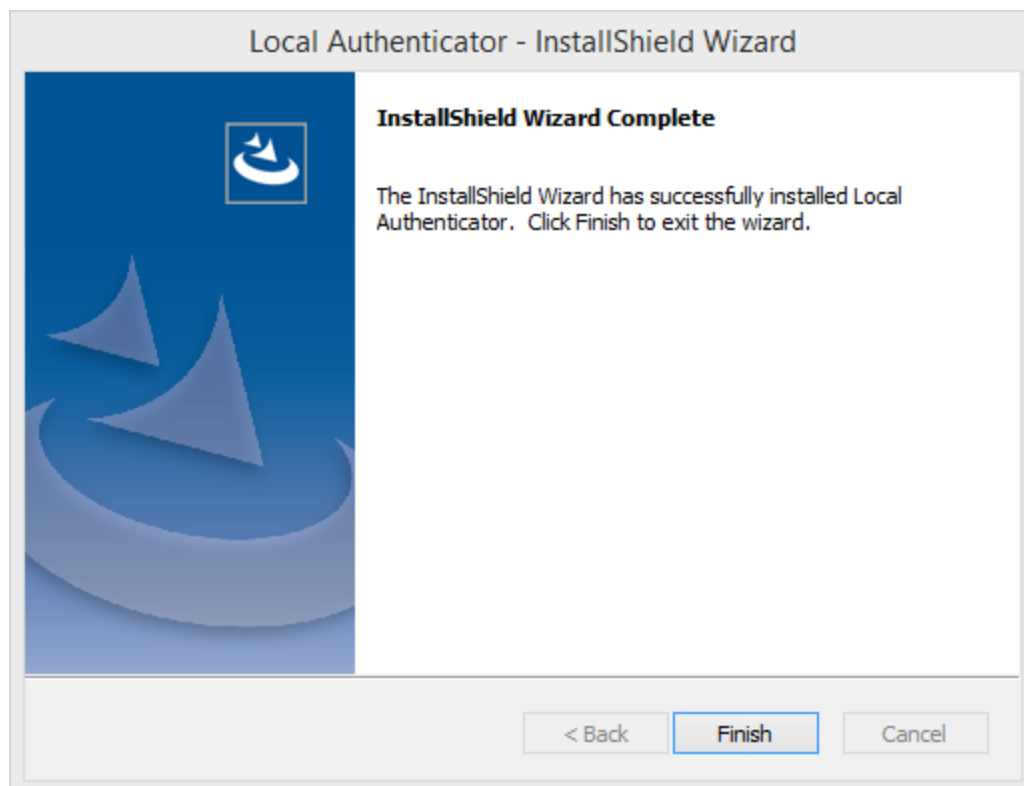 Local Authenticator - InstallShield Wizard
InstallShield Wizard Complete
The InstallShield Wizard has successfully installed Local
Authenticator.  Click Finish to exit the wizard.
< Back
Finish
Cancel